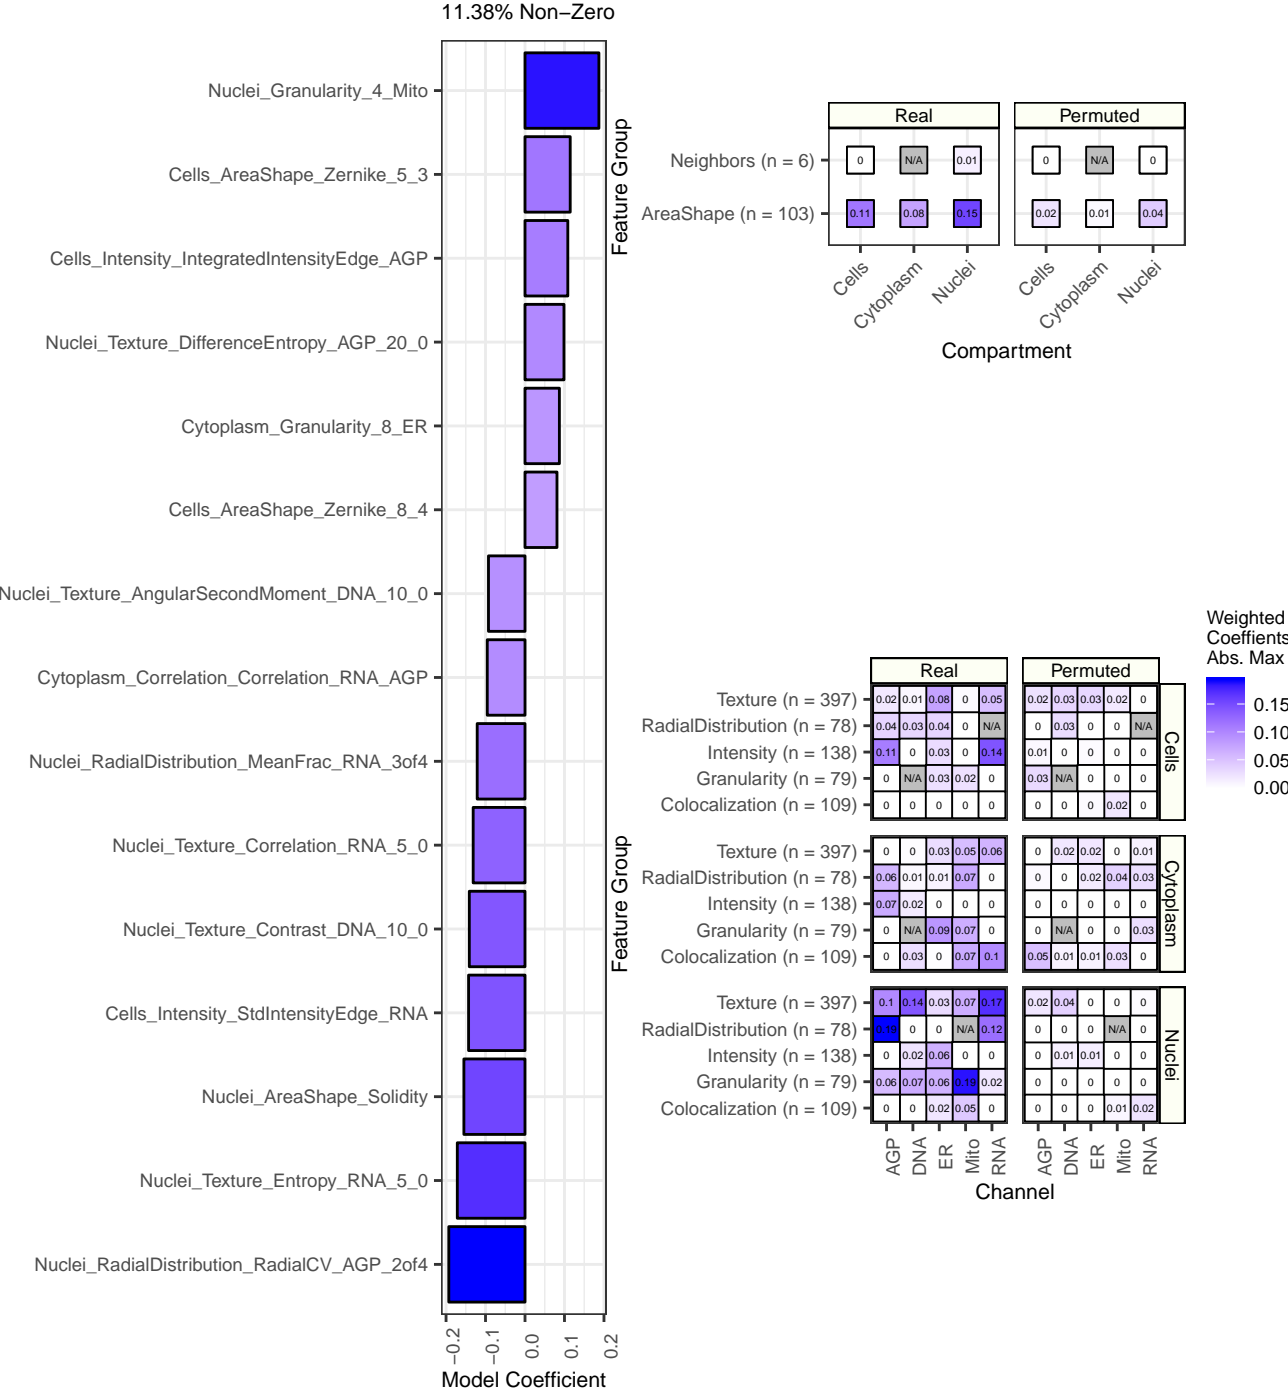 11.38% Non−Zero
Nuclei_Granularity_4_Mito
Cells_AreaShape_Zernike_5_3
Cells_Intensity_IntegratedIntensityEdge_AGP
Nuclei_Texture_DifferenceEntropy_AGP_20_0
Cytoplasm_Granularity_8_ER
Cells_AreaShape_Zernike_8_4
Nuclei_Texture_AngularSecondMoment_DNA_10_0
Cytoplasm_Correlation_Correlation_RNA_AGP
Nuclei_RadialDistribution_MeanFrac_RNA_3of4
Nuclei_Texture_Correlation_RNA_5_0
Nuclei_Texture_Contrast_DNA_10_0
Cells_Intensity_StdIntensityEdge_RNA
Nuclei_AreaShape_Solidity
Nuclei_Texture_Entropy_RNA_5_0
Nuclei_RadialDistribution_RadialCV_AGP_2of4
−0.2 −0.1 0.0 0.1 0.2
Model Coefficient
Feature Group
Real Permuted
Neighbors (n = 6) 0 N/A 0.01 0 N/A 0
AreaShape (n = 103) 0.11 0.08 0.15 0.02 0.01 0.04
Cells Cytoplasm Nuclei Cells Cytoplasm Nuclei
Compartment
Feature Group
Real Permuted
Texture (n = 397) 0.02 0.01 0.08 0 0.05 0.02 0.03 0.03 0.02 0
RadialDistribution (n = 78) 0.04 0.03 0.04 0 N/A 0 0.03 0 0 N/A
Intensity (n = 138) 0.11 0 0.03 0 0.14 0.01 0 0 0 0
Granularity (n = 79) 0 N/A 0.03 0.02 0 0.03 N/A 0 0 0
Colocalization (n = 109) 0 0 0 0 0 0 0 0 0.02 0
Cells
Texture (n = 397) 0 0 0.03 0.05 0.06 0 0.02 0.02 0 0.01
RadialDistribution (n = 78) 0.06 0.01 0.01 0.07 0 0 0 0.02 0.04 0.03
Intensity (n = 138) 0.07 0.02 0 0 0 0 0 0 0 0
Granularity (n = 79) 0 N/A 0.09 0.07 0 0 N/A 0 0 0.03
Colocalization (n = 109) 0 0.03 0 0.07 0.1 0.05 0.01 0.01 0.03 0
Cytoplasm
Texture (n = 397) 0.1 0.14 0.03 0.07 0.17 0.02 0.04 0 0 0
RadialDistribution (n = 78) 0 0 N/A 0.12 0 0 0 N/A 0
Intensity (n = 138) 0 0.02 0.06 0 0 0 0.01 0.01 0 0
Granularity (n = 79) 0.06 0.07 0.06 0.19 0.02 0 0 0 0 0
Colocalization (n = 109) 0 0 0.02 0.05 0 0 0 0 0.01 0.02
Nuclei
AGP DNA ER Mito RNA AGP DNA ER Mito RNA
Channel
Weighted
Coeffients
Abs. Max
0.15
0.10
0.05
0.00